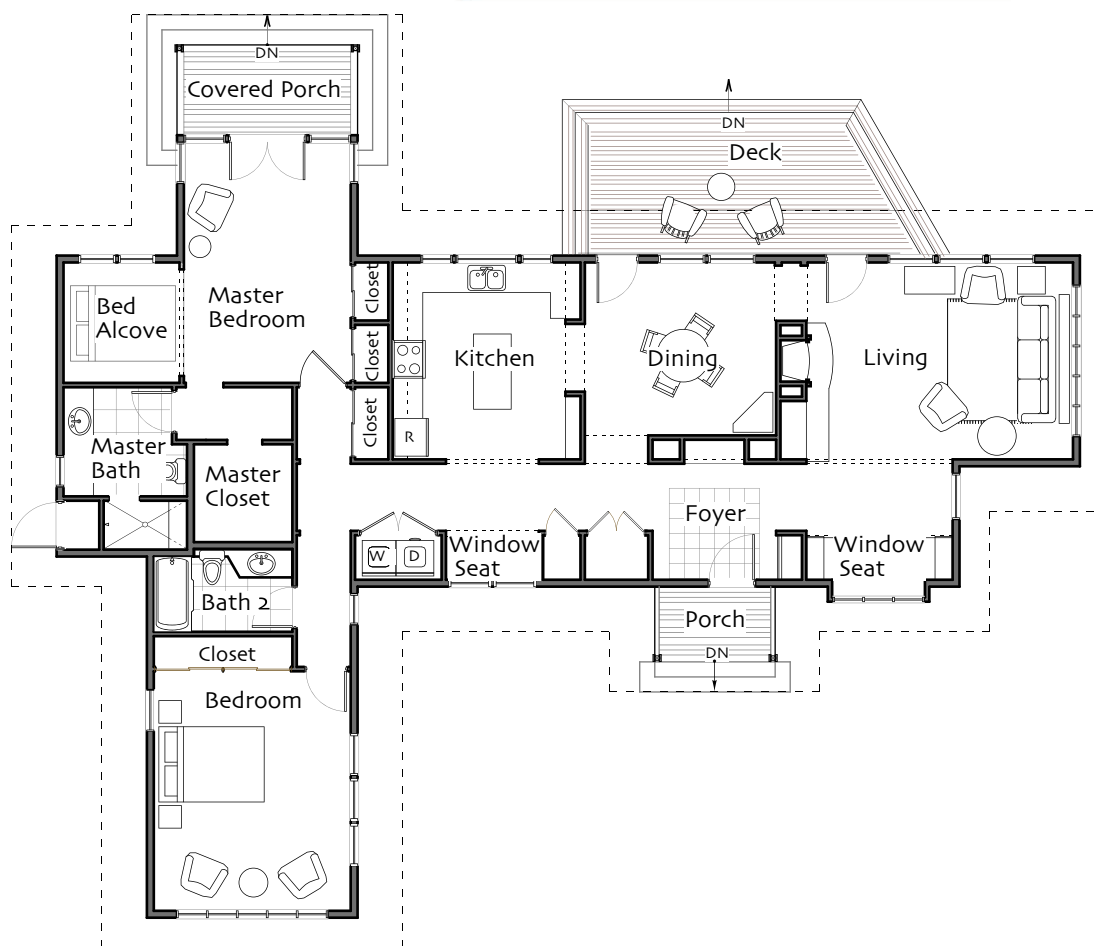 DN
Covered Porch
DN
Deck
Closet
Master
Bedroom
Bed
Alcove
Closet
Kitchen
Dining
Living
Closet
R
Master
Bath
Master
Closet
Foyer
W
D
Window
Seat
Window
Seat
Bath 2
Porch
DN
Closet
Bedroom